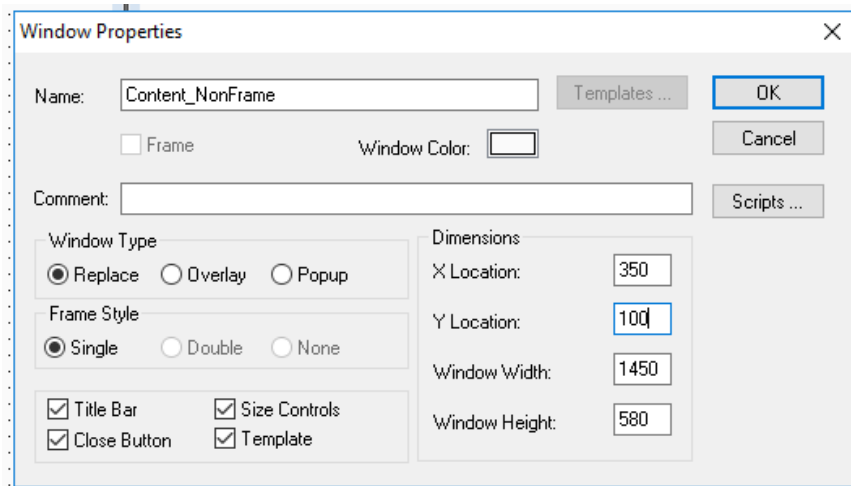 Window Properties
Name: Content_NonFrame Templates ... OK
Frame Window Color: Cancel
Comment: Scripts ...
Window Type
Replace Overlay Popup
Frame Style
Single Double None
Title Bar Size Controls
Close Button Template
Dimensions
X Location: 350
Y Location: 100
Window Width: 1450
Window Height: 580